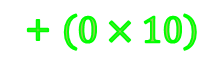 + (0 × 10)